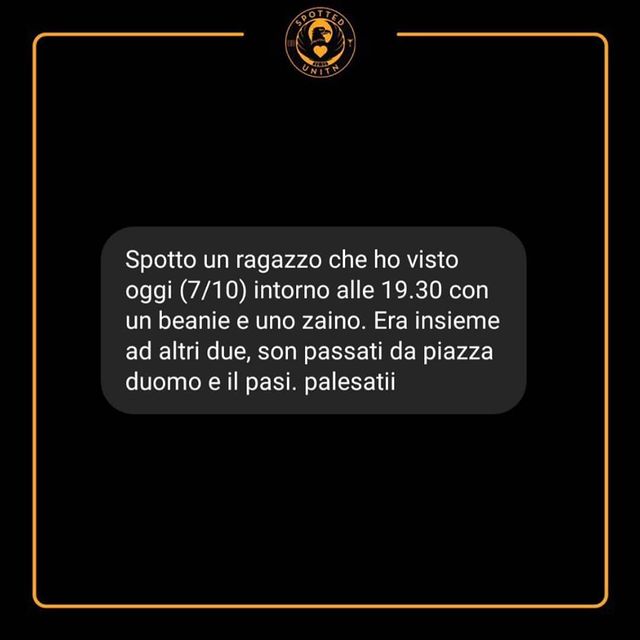 SPOTTED
UNITN
Spotto un ragazzo che ho visto
oggi (7/10) intorno alle 19.30 con
un beanie e uno zaino. Era insieme
ad altri due, son passati da piazza
duomo e il pasi. palesatii